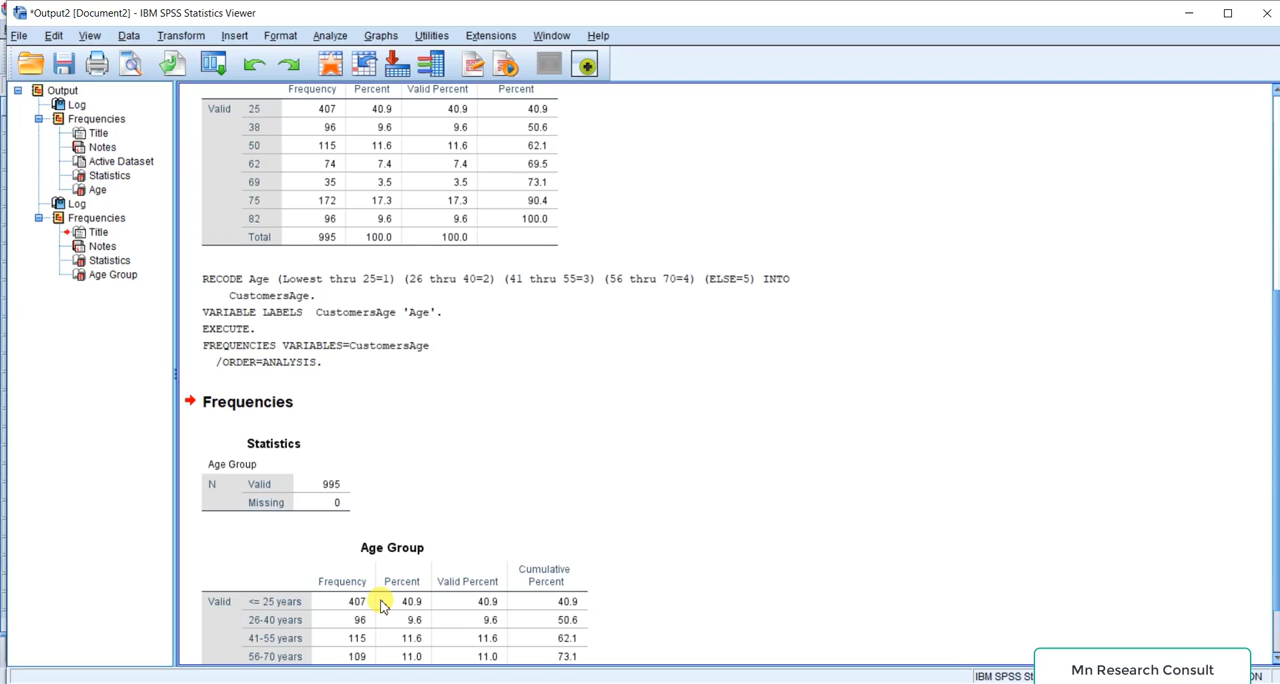 *Output2 [Document2] - IBM SPSS Statistics Viewer
File Edit View Data Transform Insert Format Analyze Graphs Utilities Extensions Window Help
Output
Log
Frequencies
Title
Notes
Active Dataset
Statistics
Age
Log
Frequencies
Title
Notes
Statistics
Age Group
Frequency Percent Valid Percent Percent
Valid 25 407 40.9 40.9 40.9
38 96 9.6 9.6 50.6
50 115 11.6 11.6 62.1
62 74 7.4 7.4 69.5
69 35 3.5 3.5 73.1
75 172 17.3 17.3 90.4
82 96 9.6 9.6 100.0
Total 995 100.0 100.0
RECODE Age (Lowest thru 25=1) (26 thru 40=2) (41 thru 55=3) (56 thru 70=4) (ELSE=5) INTO
CustomersAge.
VARIABLE LABELS CustomersAge 'Age'.
EXECUTE.
FREQUENCIES VARIABLES=CustomersAge
/ORDER=ANALYSIS.
Frequencies
Statistics
Age Group
N Valid 995
Missing 0
Age Group
Frequency Percent Valid Percent Cumulative Percent
Valid <= 25 years 407 40.9 40.9 40.9
26-40 years 96 9.6 9.6 50.6
41-55 years 115 11.6 11.6 62.1
56-70 years 109 11.0 11.0 73.1
IBM SPSS St
ON
Mn Research Consult